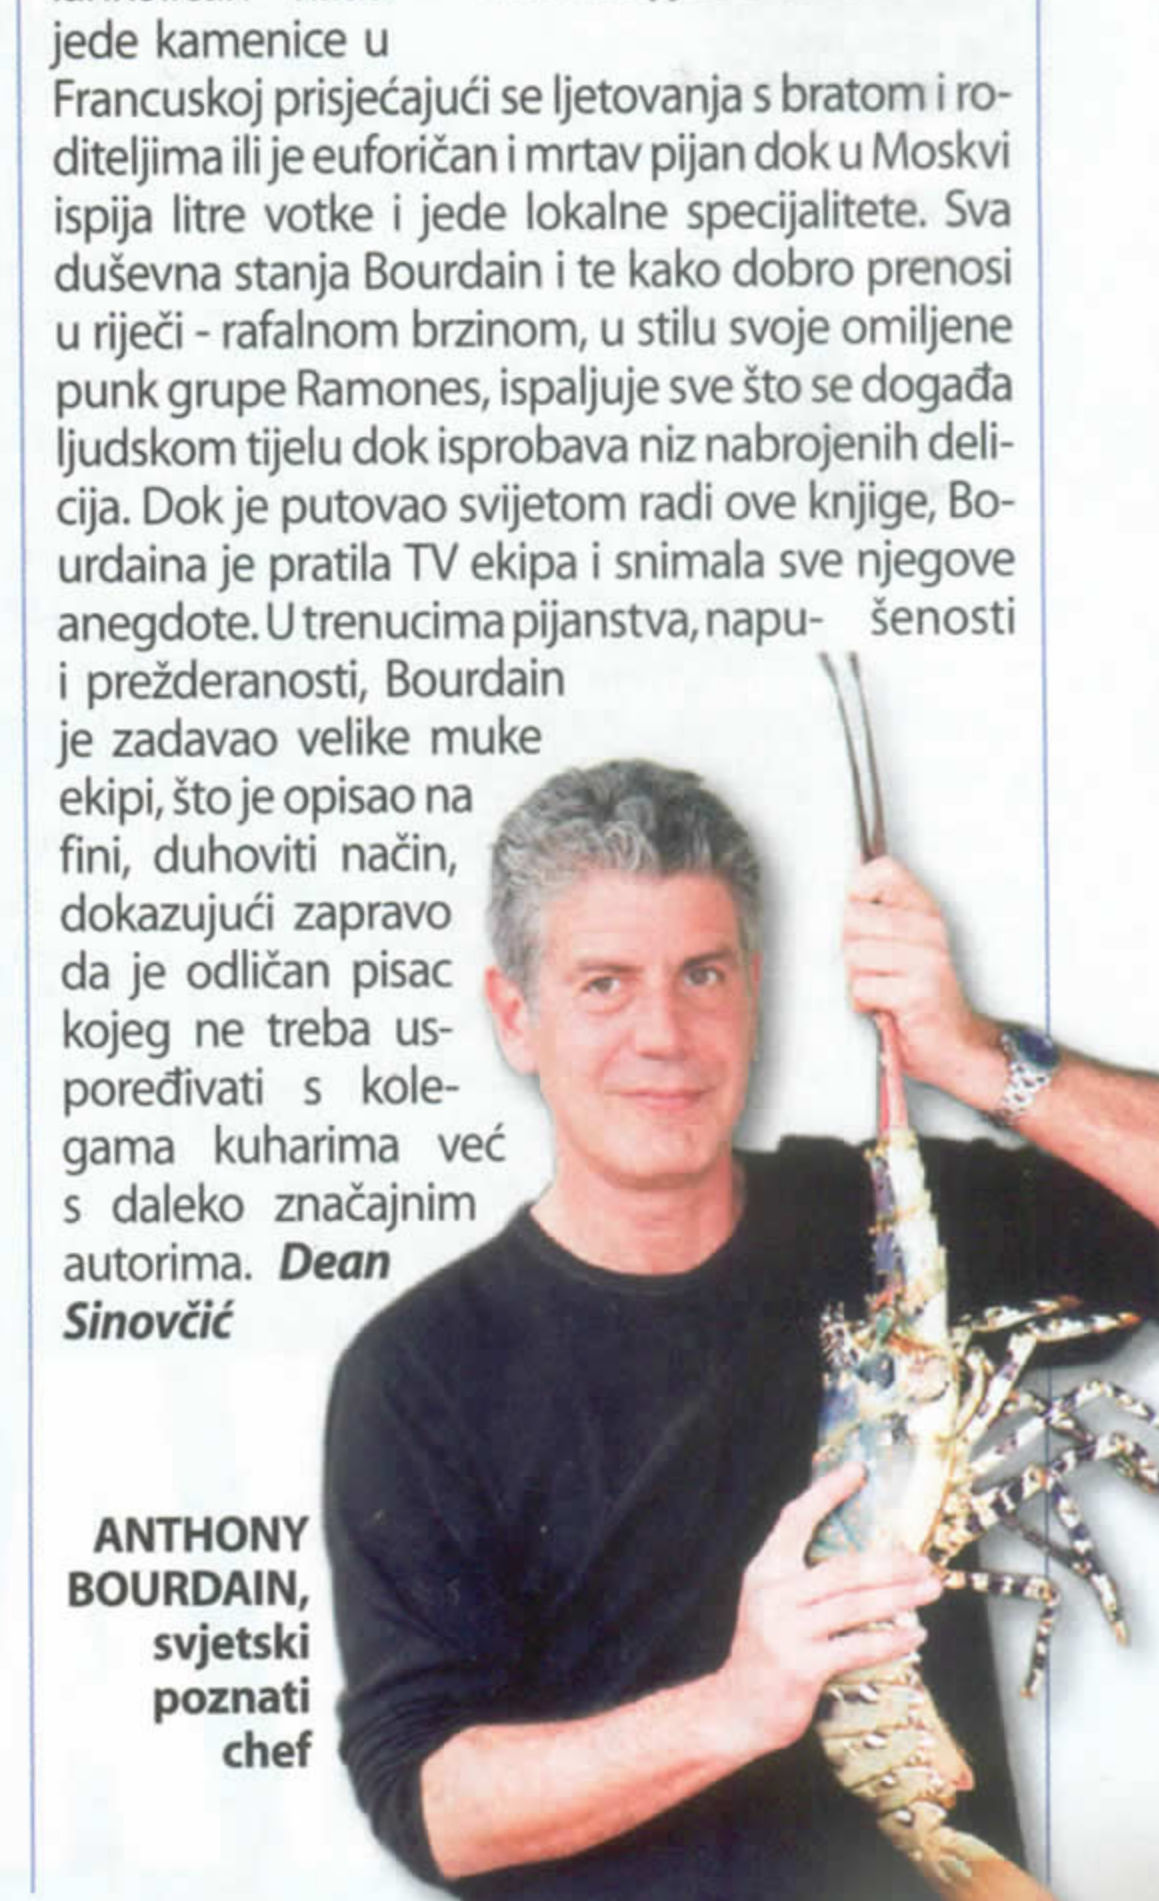 jede kamenice u
Francuskoj prisjećajući se ljetovanja s bratom i ro-
diteljima ili je euforičan i mrtav pijan dok u Moskvi
ispija litre votke i jede lokalne specijalitete. Sva
duševna stanja Bourdain i te kako dobro prenosi
u riječi - rafalnom brzinom, u stilu svoje omiljene
punk grupe Ramones, ispaljuje sve što se događa
ljudskom tijelu dok isprobava niz nabrojenih deli-
cija. Dok je putovao svijetom radi ove knjige, Bo-
urdaina je pratila TV ekipa i snimala sve njegove
anegdote. U trenucima pijanstva, napu- šenosti
i prežderanosti, Bourdain
je zadavao velike muke
ekipi, što je opisao na
fini, duhoviti način,
dokazujući zapravo
da je odličan pisac
kojeg ne treba us-
poređivati s kole-
gama kuharima već
s daleko značajnim
autorima. Dean
Sinovčić
ANTHONY
BOURDAIN,
svjetski
poznati
chef